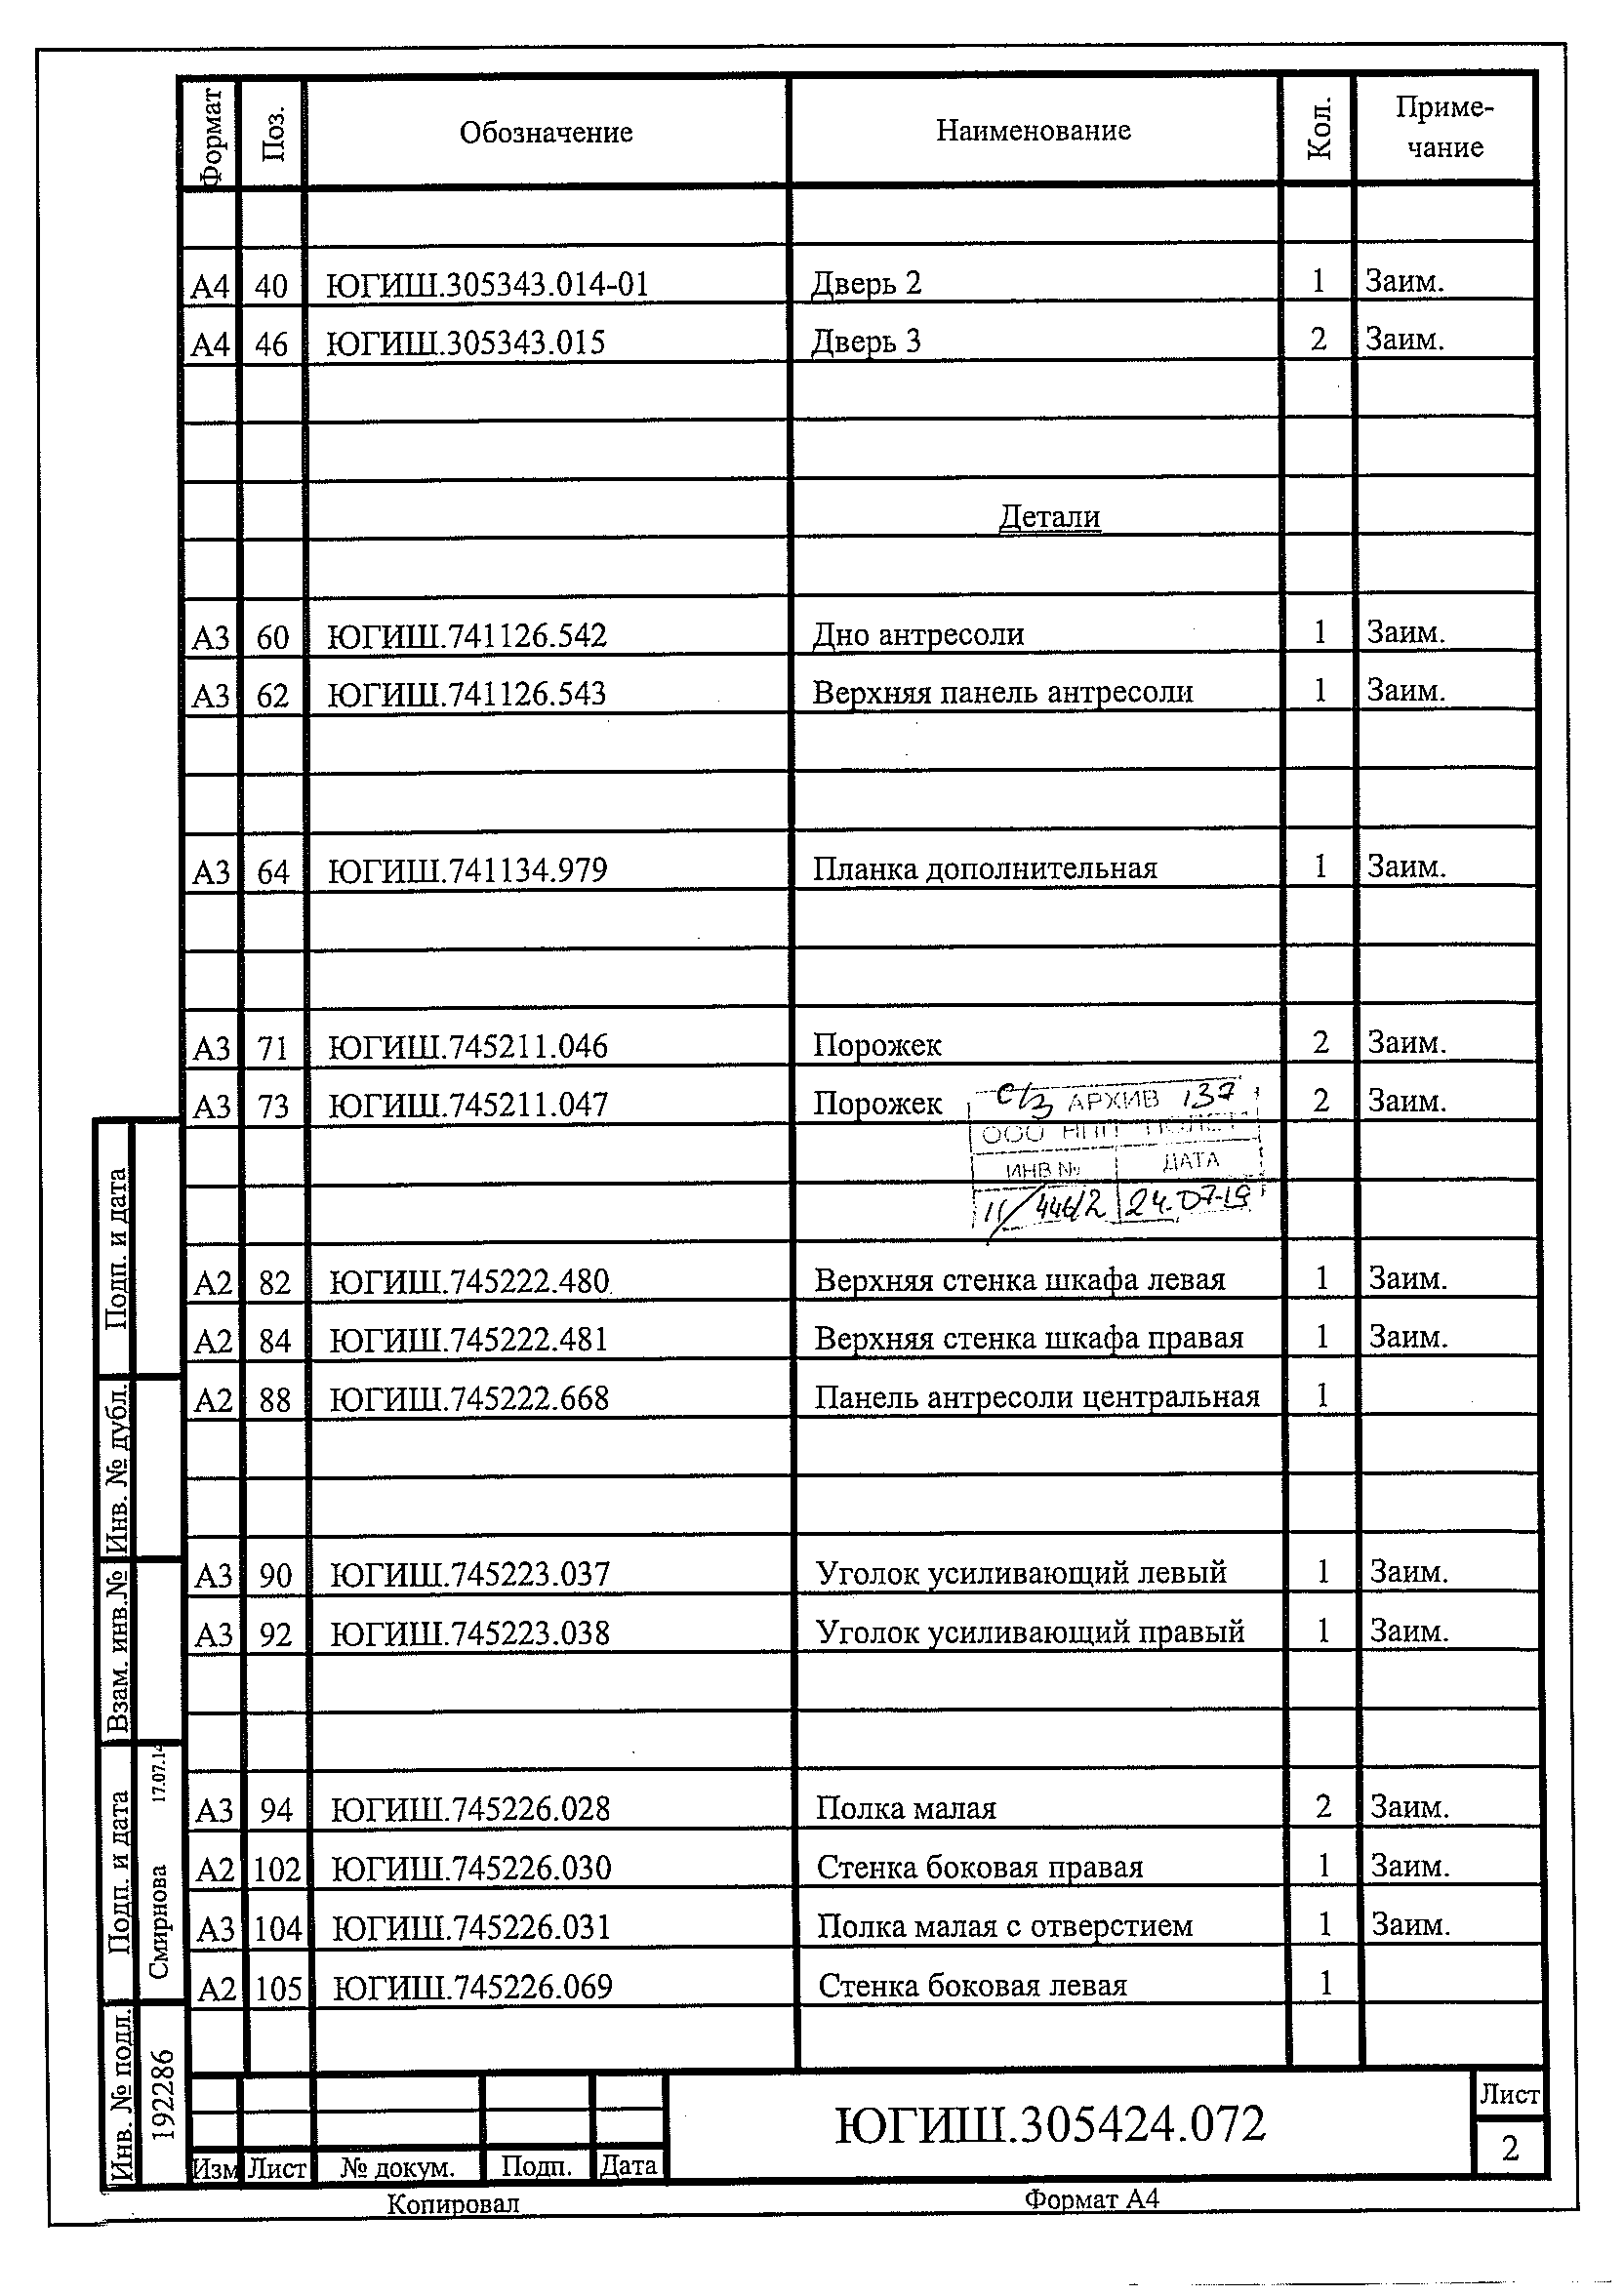 Формат Поз. Обозначение Наименование Кол. Приме-
чание
А4 40 ЮГИШ.305343.014-01 Дверь 2 1 Заим.
А4 46 ЮГИШ.305343.015 Дверь 3 2 Заим.
Детали
А3 60 ЮГИШ.741126.542 Дно антресоли 1 Заим.
А3 62 ЮГИШ.741126.543 Верхняя панель антресоли 1 Заим.
А3 64 ЮГИШ.741134.979 Планка дополнительная 1 Заим.
А3 71 ЮГИШ.745211.046 Порожек 2 Заим.
А3 73 ЮГИШ.745211.047 Порожек 2 Заим.
АРХИВ 137
ООО НПП ПОЛЕТ
ИНВ № ДАТА
11/446/2 24.07.19
А2 82 ЮГИШ.745222.480 Верхняя стенка шкафа левая 1 Заим.
А2 84 ЮГИШ.745222.481 Верхняя стенка шкафа правая 1 Заим.
А2 88 ЮГИШ.745222.668 Панель антресоли центральная 1
А3 90 ЮГИШ.745223.037 Уголок усиливающий левый 1 Заим.
А3 92 ЮГИШ.745223.038 Уголок усиливающий правый 1 Заим.
А3 94 ЮГИШ.745226.028 Полка малая 2 Заим.
А2 102 ЮГИШ.745226.030 Стенка боковая правая 1 Заим.
А3 104 ЮГИШ.745226.031 Полка малая с отверстием 1 Заим.
А2 105 ЮГИШ.745226.069 Стенка боковая левая 1
Подп. и дата
Инв. № дубл.
Взам. инв.№
Подп. и дата
Смирнова 17.07.14
Инв. № подл.
192286
Изм Лист № докум. Подп. Дата
ЮГИШ.305424.072
Лист
2
Копировал Формат А4